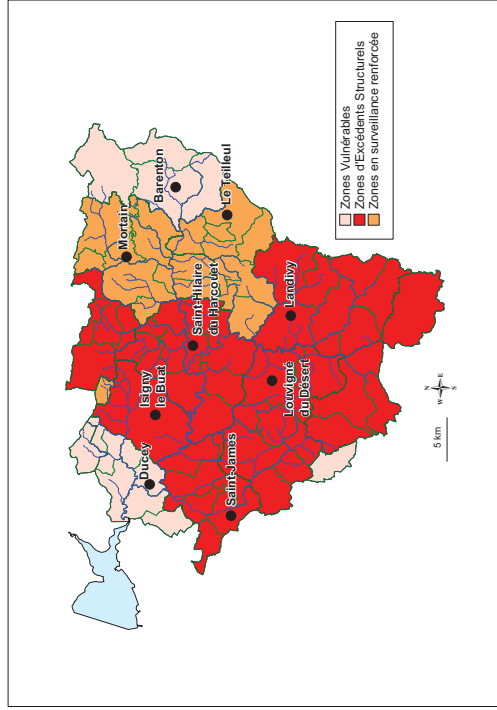 Mortain
Barenton
Le Teilleul
Isigny
le Buat
Ducey
Saint-Hilaire
du Harcouet
Saint-James
Louvigné
du Désert
Landivy
Zones Vulnérables
Zones d'Excédents Structurels
Zones en surveillance renforcée
5 km
N
W
E
S